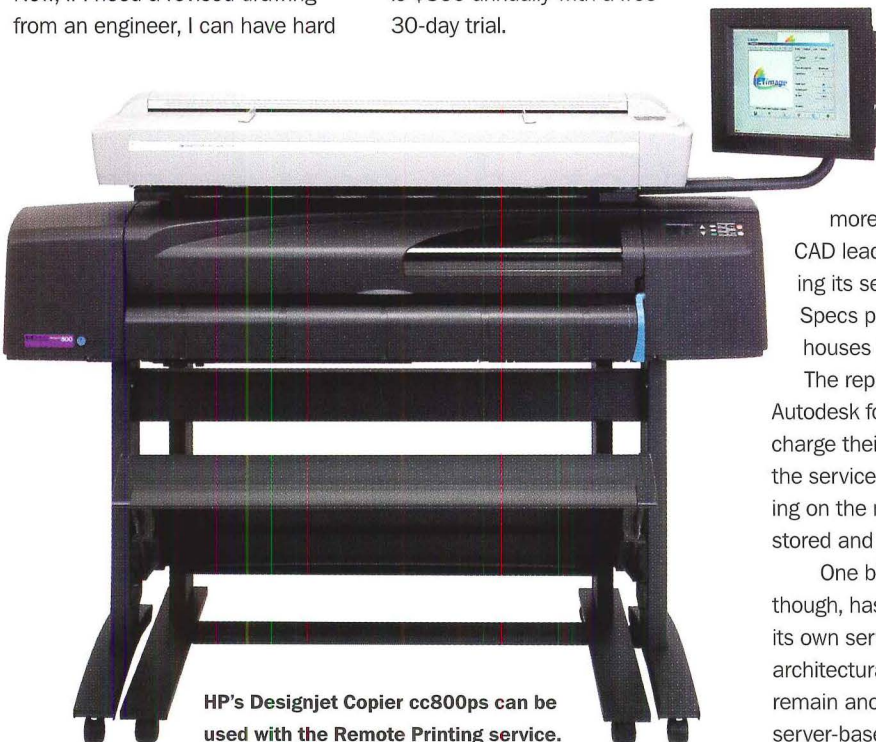 from an engineer, I can have hard
30-day trial.
ETimage
800
more
CAD lead
ing its se
Specs p
houses
The rep
Autodesk fo
charge thei
the service
ing on the r
stored and
One b
though, has
its own ser
architectura
remain and
server-base
HP's Designjet Copier cc800ps can be
used with the Remote Printing service.